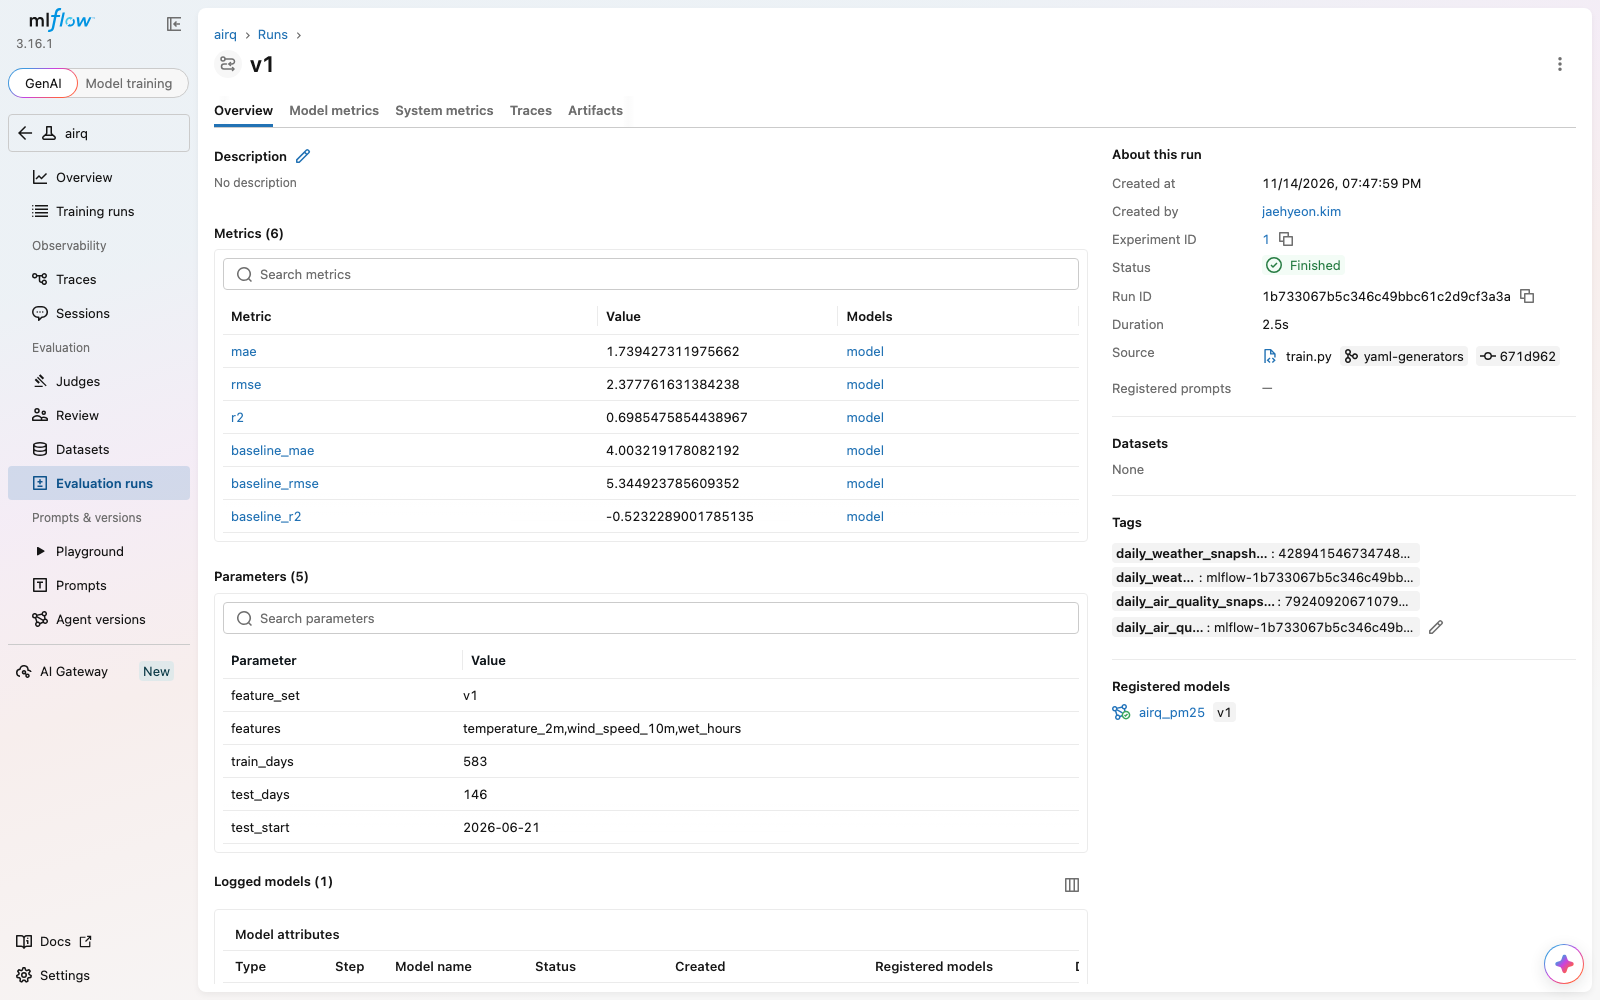 mlflow
3.16.1
GenAI
Model training
airq
Overview
Training runs
Observability
Traces
Sessions
Evaluation
Judges
Review
Datasets
Evaluation runs
Prompts & versions
Playground
Prompts
Agent versions
AI Gateway New
Docs
Settings
airq › Runs ›
v1
Overview Model metrics System metrics Traces Artifacts
Description
No description
Metrics (6)
Search metrics
Metric Value Models
mae 1.739427311975662 model
rmse 2.377761631384238 model
r2 0.6985475854438967 model
baseline_mae 4.003219178082192 model
baseline_rmse 5.344923785609352 model
baseline_r2 -0.5232289001785135 model
Parameters (5)
Search parameters
Parameter Value
feature_set v1
features temperature_2m,wind_speed_10m,wet_hours
train_days 583
test_days 146
test_start 2026-06-21
Logged models (1)
Model attributes
Type Step Model name Status Created Registered models
About this run
Created at 11/14/2026, 07:47:59 PM
Created by jaehyeon.kim
Experiment ID 1
Status Finished
Run ID 1b733067b5c346c49bbc61c2d9cf3a3a
Duration 2.5s
Source train.py yaml-generators 671d962
Registered prompts —
Datasets
None
Tags
daily_weather_snapsh... : 428941546734748...
daily_weat... : mlflow-1b733067b5c346c49bb...
daily_air_quality_snaps... : 79240920671079...
daily_air_qu... : mlflow-1b733067b5c346c49b...
Registered models
airq_pm25 v1